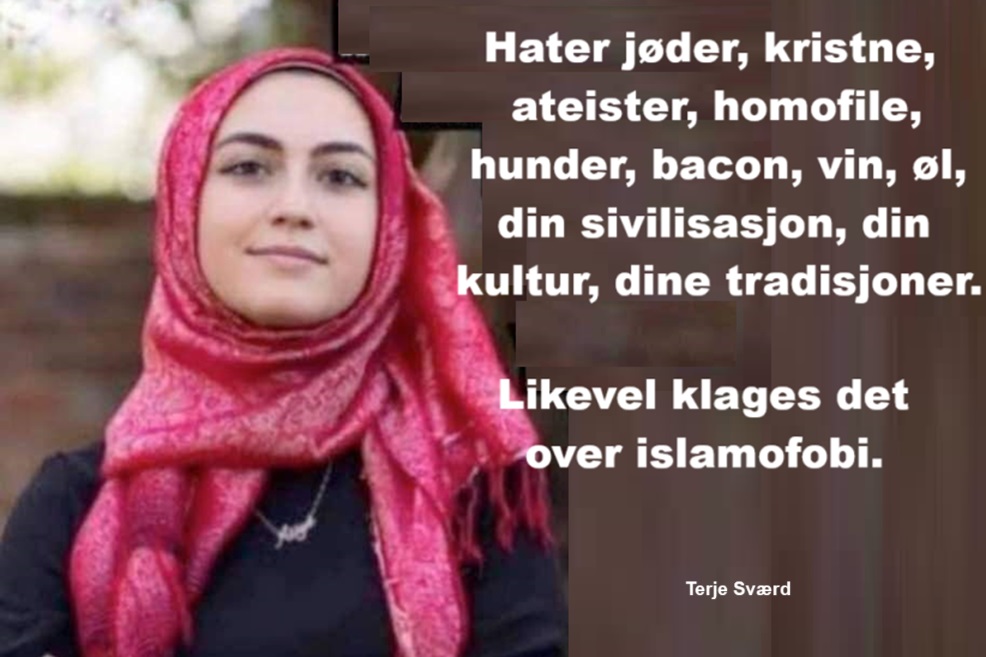 Hater jøder, kristne,
ateister, homofile,
hunder, bacon, vin, øl,
din sivilisasjon, din
kultur, dine tradisjoner.
Likevel klages det
over islamofobi.
Terje Sværd